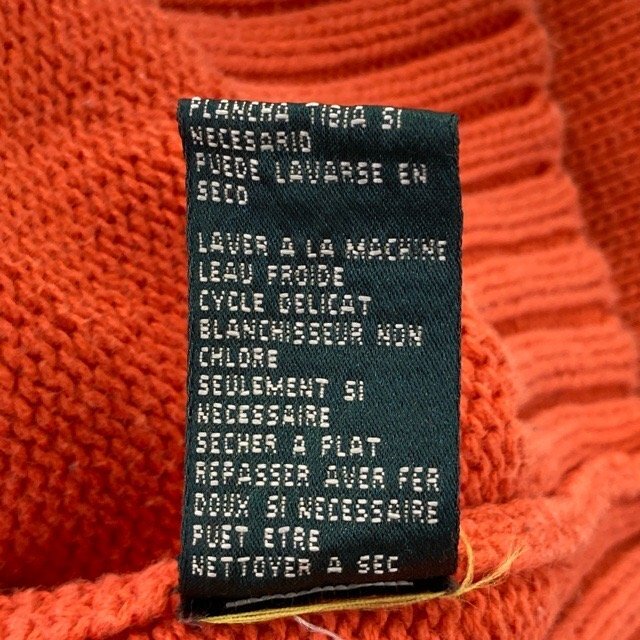 PLANCHA TIBIA SI
NECESARIO
PUEDE LAVARSE EN
SECO
LAVER A LA MACHINE
LEAU FROIDE
CYCLE DELICAT
BLANCHISSEUR NON
CHLORE
SEULEMENT SI
NECESSAIRE
SECHER A PLAT
REPASSER AVER FER
DOUX SI NECESSAIRE
PUET ETRE
NETTOYER A SEC